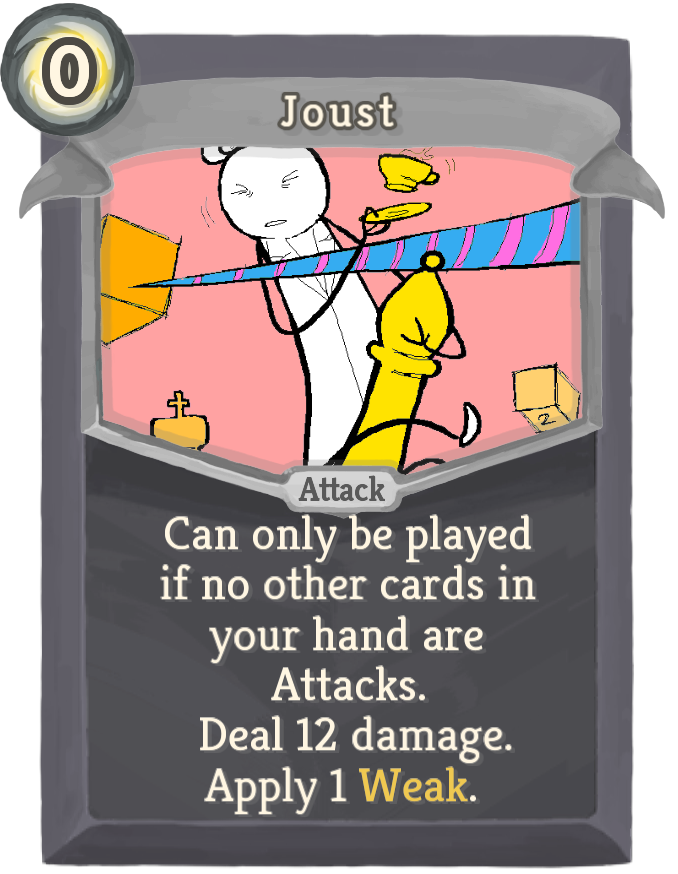 0
Joust
2
Attack
Can only be played
if no other cards in
your hand are
Attacks.
Deal 12 damage.
Apply 1 Weak.